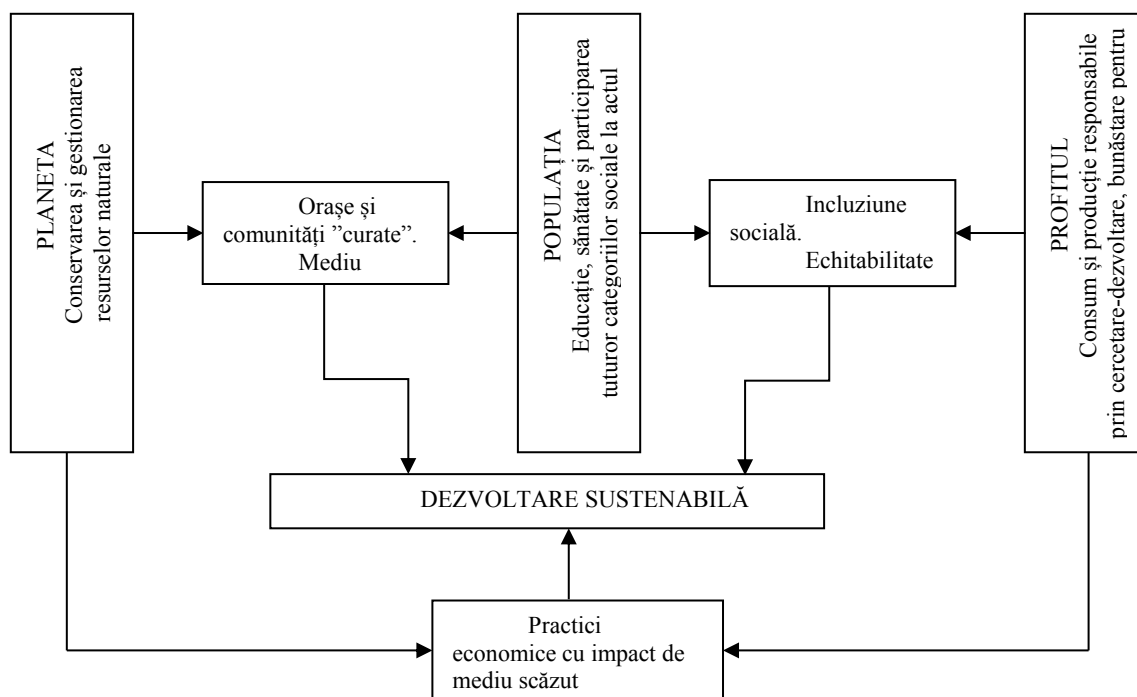 PLANETA
Conservarea și gestionarea
resurselor naturale
Orașe și
comunități ”curate”.
Mediu
POPULAȚIA
Educație, sănătate și participarea
tuturor categoriilor sociale la actul
Incluziune
socială.
Echitabilitate
PROFITUL
Consum și producție responsabile
prin cercetare-dezvoltare, bunăstare pentru
DEZVOLTARE SUSTENABILĂ
Practici
economice cu impact de
mediu scăzut